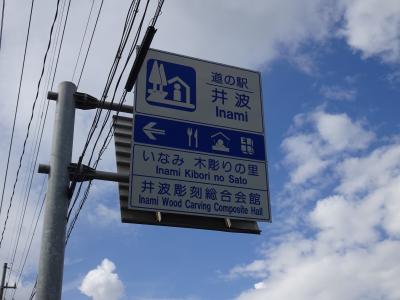 道の駅
井波
Inami
いなみ 木彫りの里
Inami Kibori no Sato
井波彫刻総合会館
Inami Wood Carving Composite Hall